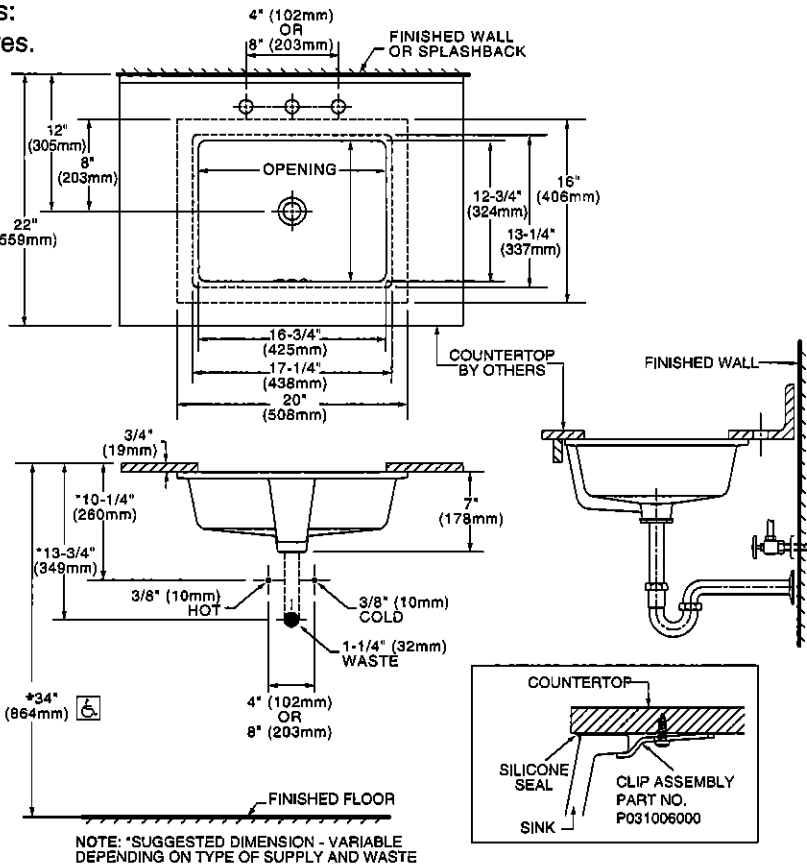 s:
es.
4" (102mm)
OR
8" (203mm)
FINISHED WALL
OR SPLASHBACK
12"
(305mm)
8"
(203mm)
22"
559mm)
OPENING
12-3/4"
(324mm)
13-1/4"
(337mm)
16"
(406mm)
16-3/4"
(425mm)
17-1/4"
(438mm)
20"
(508mm)
COUNTERTOP
BY OTHERS
FINISHED WALL
3/4"
(19mm)
*10-1/4"
(260mm)
*13-3/4"
(349mm)
7"
(178mm)
3/8" (10mm)
HOT
3/8" (10mm)
COLD
1-1/4" (32mm)
WASTE
4" (102mm)
OR
8" (203mm)
*34"
(864mm)
FINISHED FLOOR
COUNTERTOP
SILICONE
SEAL
CLIP ASSEMBLY
PART NO.
P031006000
SINK
NOTE: *SUGGESTED DIMENSION - VARIABLE
DEPENDING ON TYPE OF SUPPLY AND WASTE